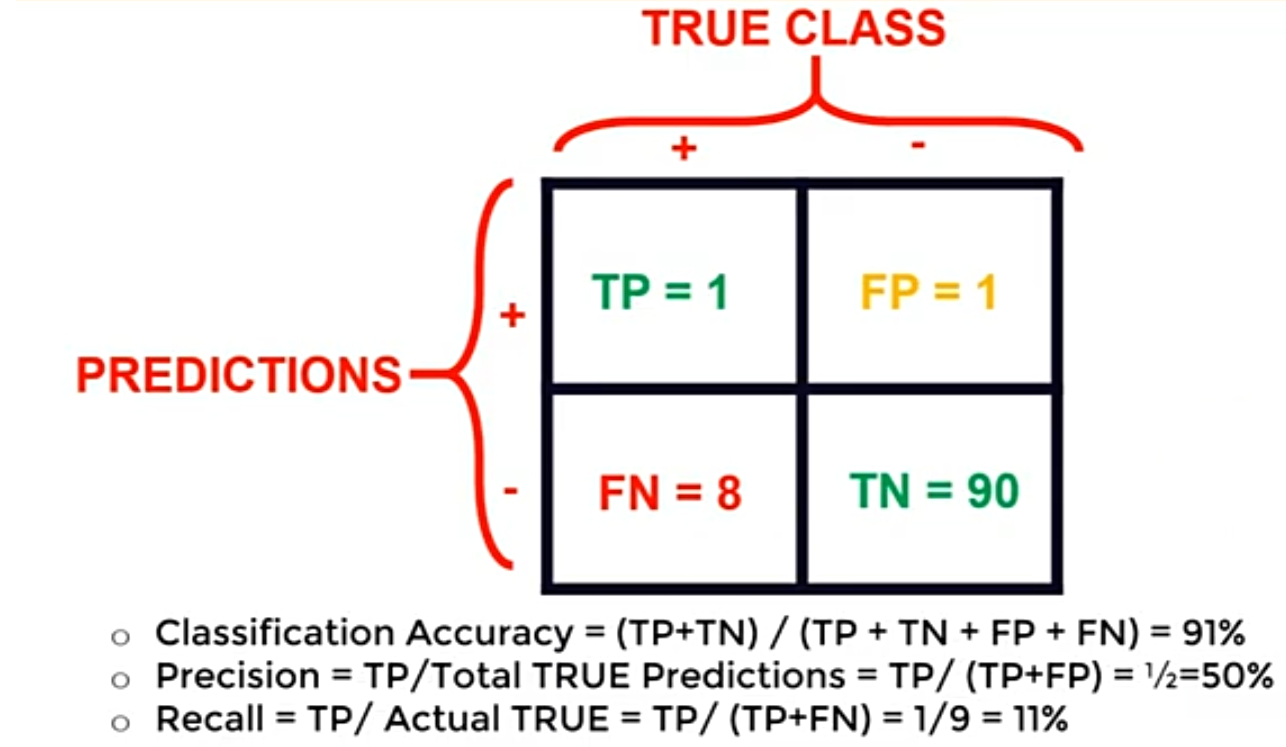 TRUE CLASS
+ -
+
TP = 1 FP = 1
PREDICTIONS
-
FN = 8 TN = 90
○ Classification Accuracy = (TP+TN) / (TP + TN + FP + FN) = 91%
○ Precision = TP/Total TRUE Predictions = TP/ (TP+FP) = ½=50%
○ Recall = TP/ Actual TRUE = TP/ (TP+FN) = 1/9 = 11%